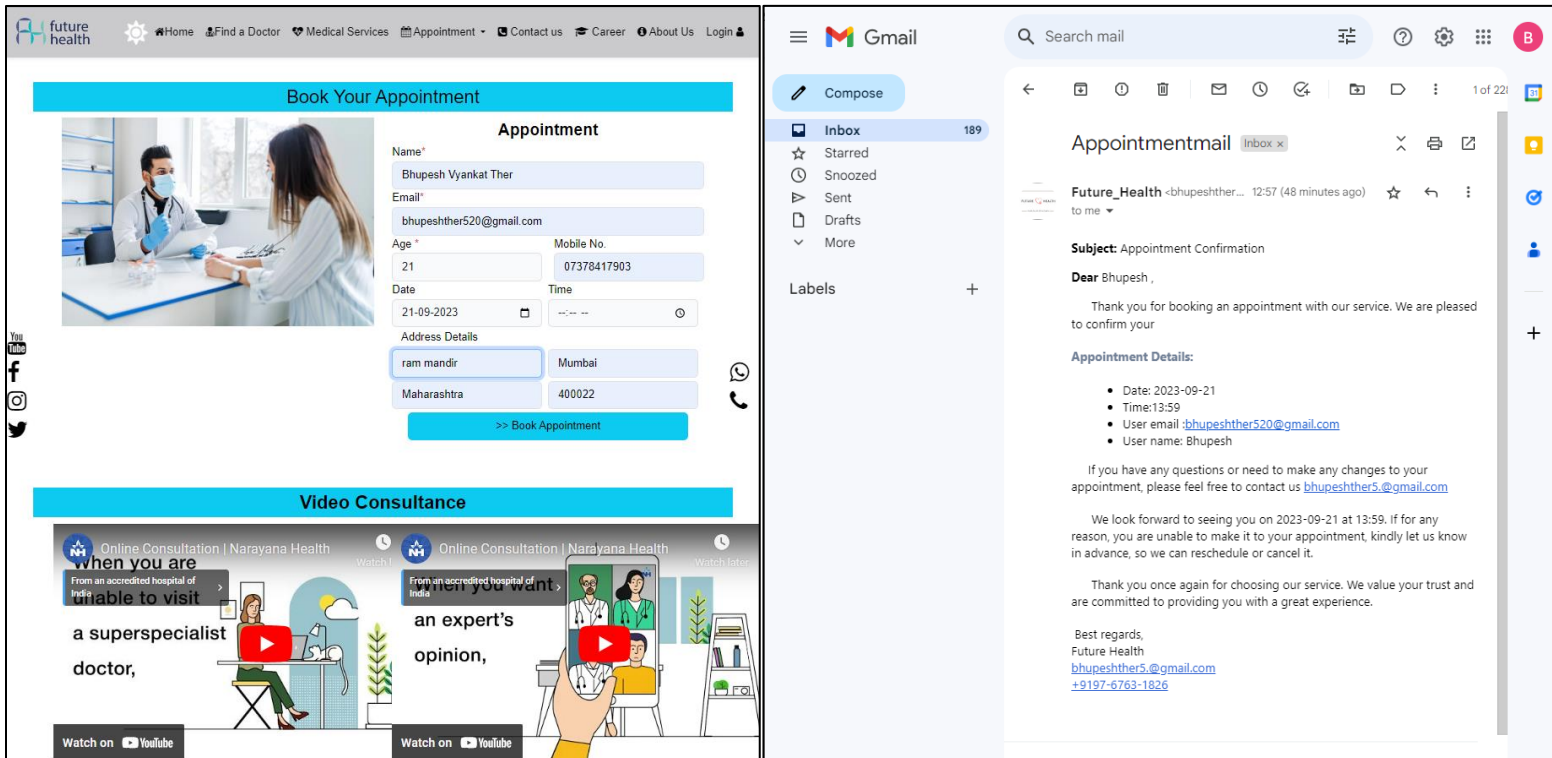 future
health
Home Find a Doctor Medical Services Appointment Contact us Career About Us Login
Book Your Appointment
Appointment
Name*
Bhupesh Vyankat Ther
Email*
bhupeshther520@gmail.com
Age * Mobile No.
21 07378417903
Date Time
21-09-2023 --:-- --
Address Details
ram mandir Mumbai
Maharashtra 400022
>> Book Appointment
You
Tube
Video Consultance
Online Consultation | Narayana Health
Watch l
From an accredited hospital of
India
When you are
unable to visit
a superspecialist
doctor,
Watch on YouTube
Online Consultation | Narayana Health
Watch later
From an accredited hospital of
India
When you want
an expert's
opinion,
Watch on YouTube
Gmail
Search mail
B
Compose
Inbox 189
Starred
Snoozed
Sent
Drafts
More
Labels
1 of 228
31
Appointmentmail Inbox ×
Future_Health <bhupeshther... 12:57 (48 minutes ago)
to me
Subject: Appointment Confirmation
Dear Bhupesh ,
Thank you for booking an appointment with our service. We are pleased
to confirm your
Appointment Details:
• Date: 2023-09-21
• Time:13:59
• User email :bhupeshther520@gmail.com
• User name: Bhupesh
If you have any questions or need to make any changes to your
appointment, please feel free to contact us bhupeshther5.@gmail.com
We look forward to seeing you on 2023-09-21 at 13:59. If for any
reason, you are unable to make it to your appointment, kindly let us know
in advance, so we can reschedule or cancel it.
Thank you once again for choosing our service. We value your trust and
are committed to providing you with a great experience.
Best regards,
Future Health
bhupeshther5.@gmail.com
+9197-6763-1826